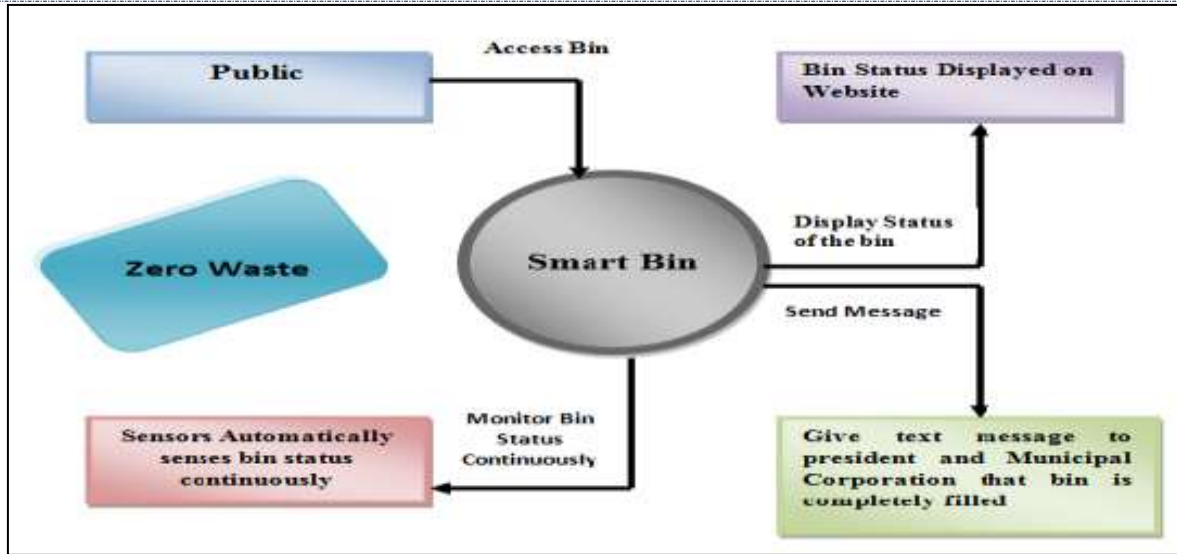 Access Bin
Public
Bin Status Displayed on
Website
Zero Waste
Smart Bin
Display Status
of the bin
Send Message
Monitor Bin
Status
Continuously
Sensors Automatically
senses bin status
continuously
Give text message to
president and Municipal
Corporation that bin is
completely filled